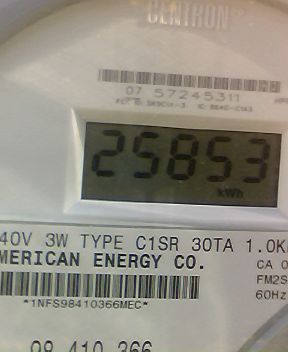 CENTRON®
07 57245311
25853
kWh
40V 3W TYPE C1SR 30TA 1.0K
MERICAN ENERGY CO.
CA 0
FM2S
60Hz
*1NFS98410366MEC*
98 410 366